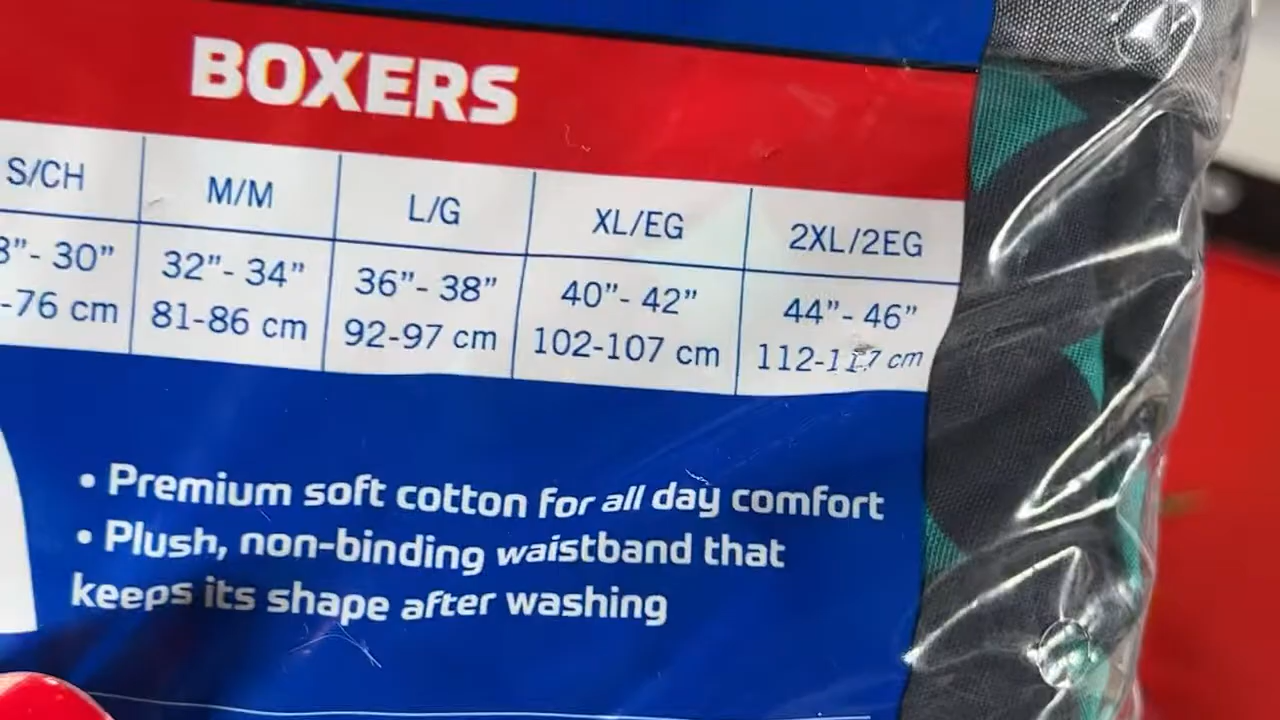 BOXERS
S/CH M/M L/G XL/EG 2XL/2EG
8”- 30” 32”- 34” 36”- 38” 40”- 42” 44”- 46”
-76 cm 81-86 cm 92-97 cm 102-107 cm 112-117 cm
• Premium soft cotton for all day comfort
• Plush, non-binding waistband that
keeps its shape after washing